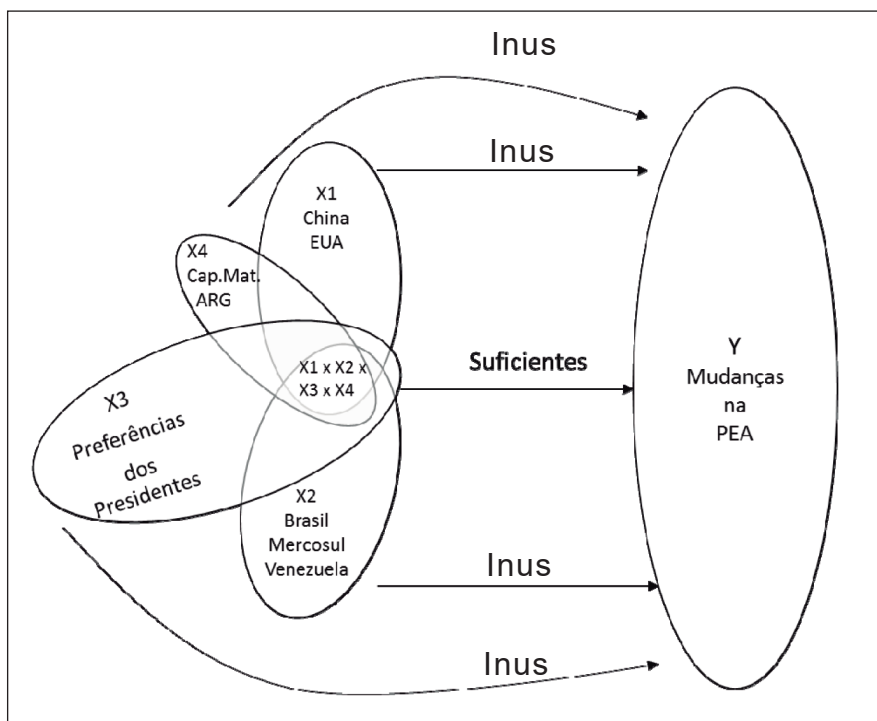 Inus
Inus
X1
China
EUA
X4
Cap.Mat.
ARG
X1 x X2 x
X3 x X4
Suficientes
Y
Mudanças
na
PEA
X3
Preferências
dos
Presidentes
X2
Brasil
Mercosul
Venezuela
Inus
Inus